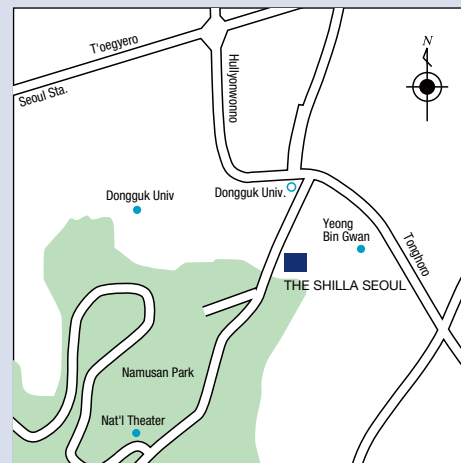 T'oegyero
Seoul Sta.
Hullyonwonno
N
Dongguk Univ
Dongguk Univ.
Yeong
Bin Gwan
Tonghoro
THE SHILLA SEOUL
Namusan Park
Nat'l Theater